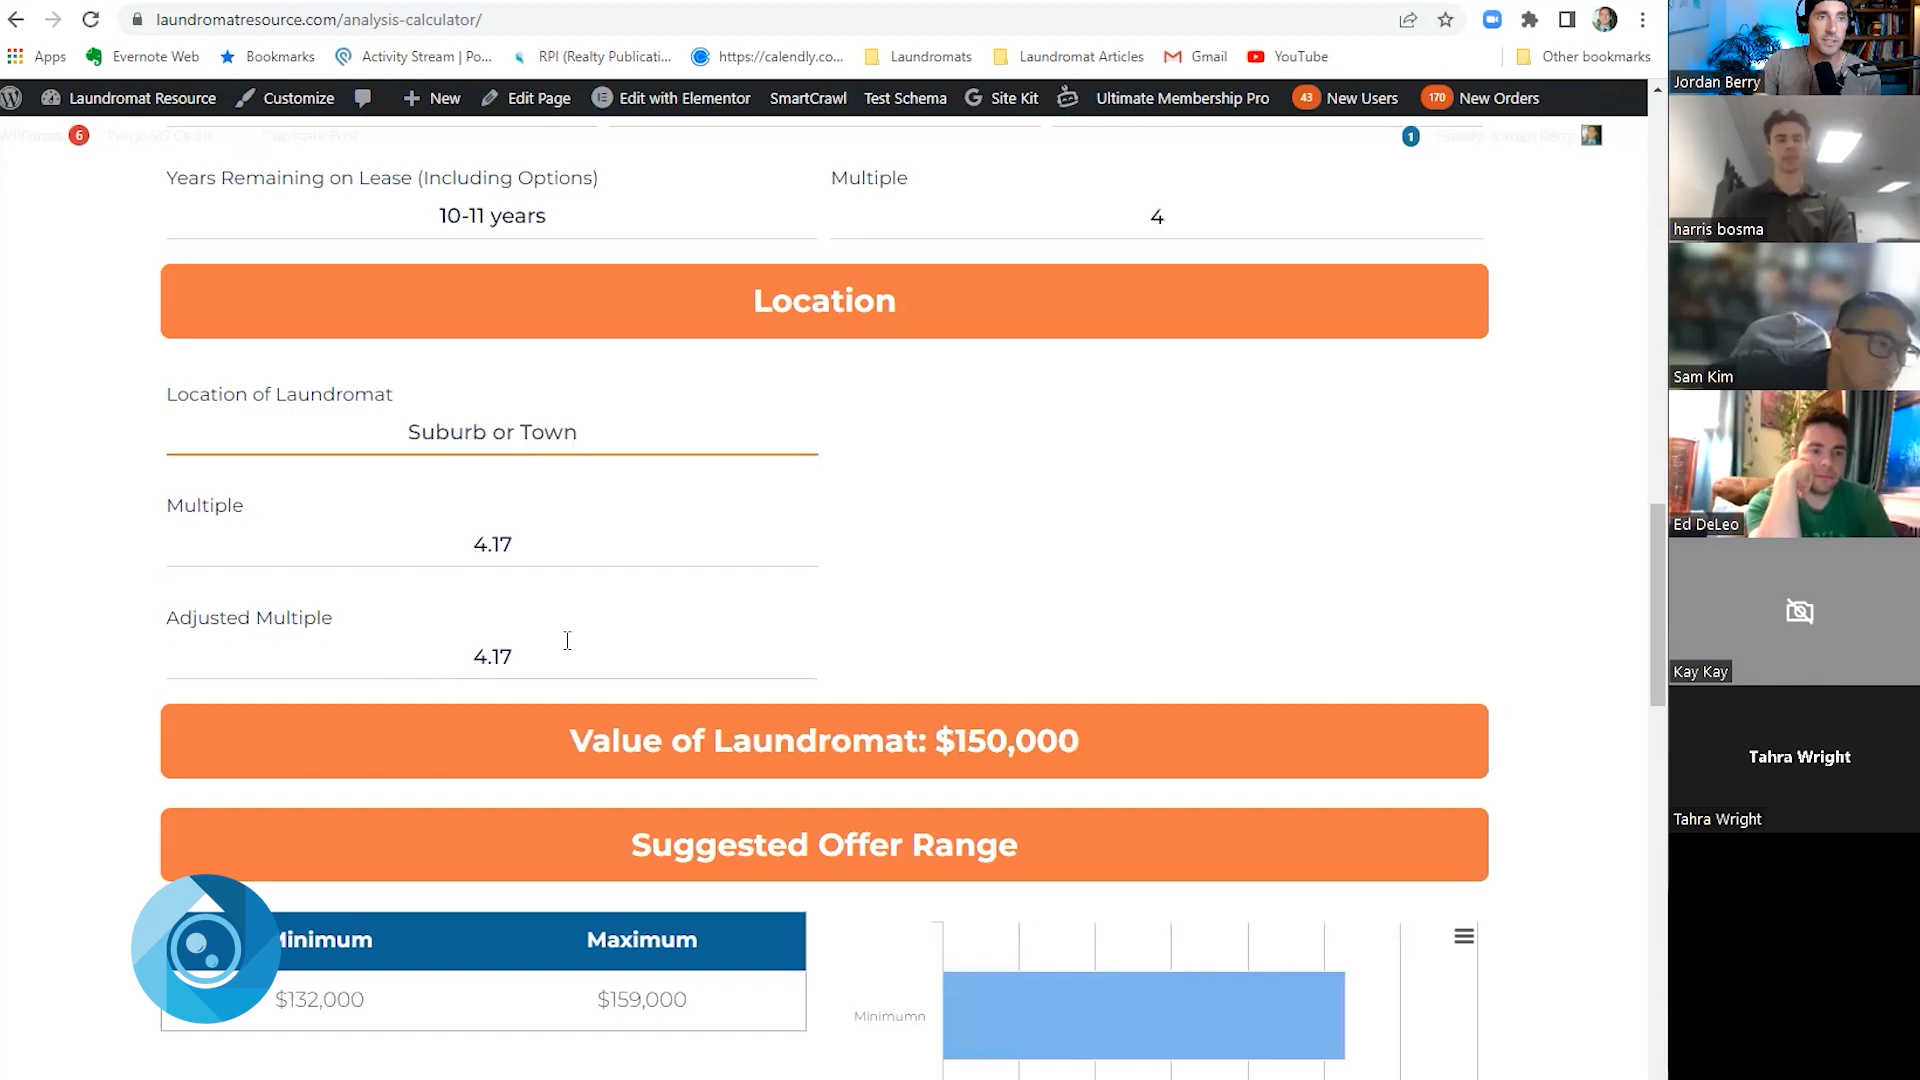 laundromatresource.com/analysis-calculator/
Apps Evernote Web Bookmarks Activity Stream | Po... RPI (Realty Publicati... https://calendly.co... Laundromats Laundromat Articles Gmail YouTube Other bookmarks
Laundromat Resource Customize New Edit Page Edit with Elementor SmartCrawl Test Schema Site Kit Ultimate Membership Pro 43 New Users 170 New Orders
6 1
Years Remaining on Lease (Including Options) Multiple
10-11 years 4
Location
Location of Laundromat
Suburb or Town
Multiple
4.17
Adjusted Multiple
4.17
Value of Laundromat: $150,000
Suggested Offer Range
Minimum Maximum
$132,000 $159,000
Minimumn
Jordan Berry
harris bosma
Sam Kim
Ed DeLeo
Kay Kay
Tahra Wright
Tahra Wright